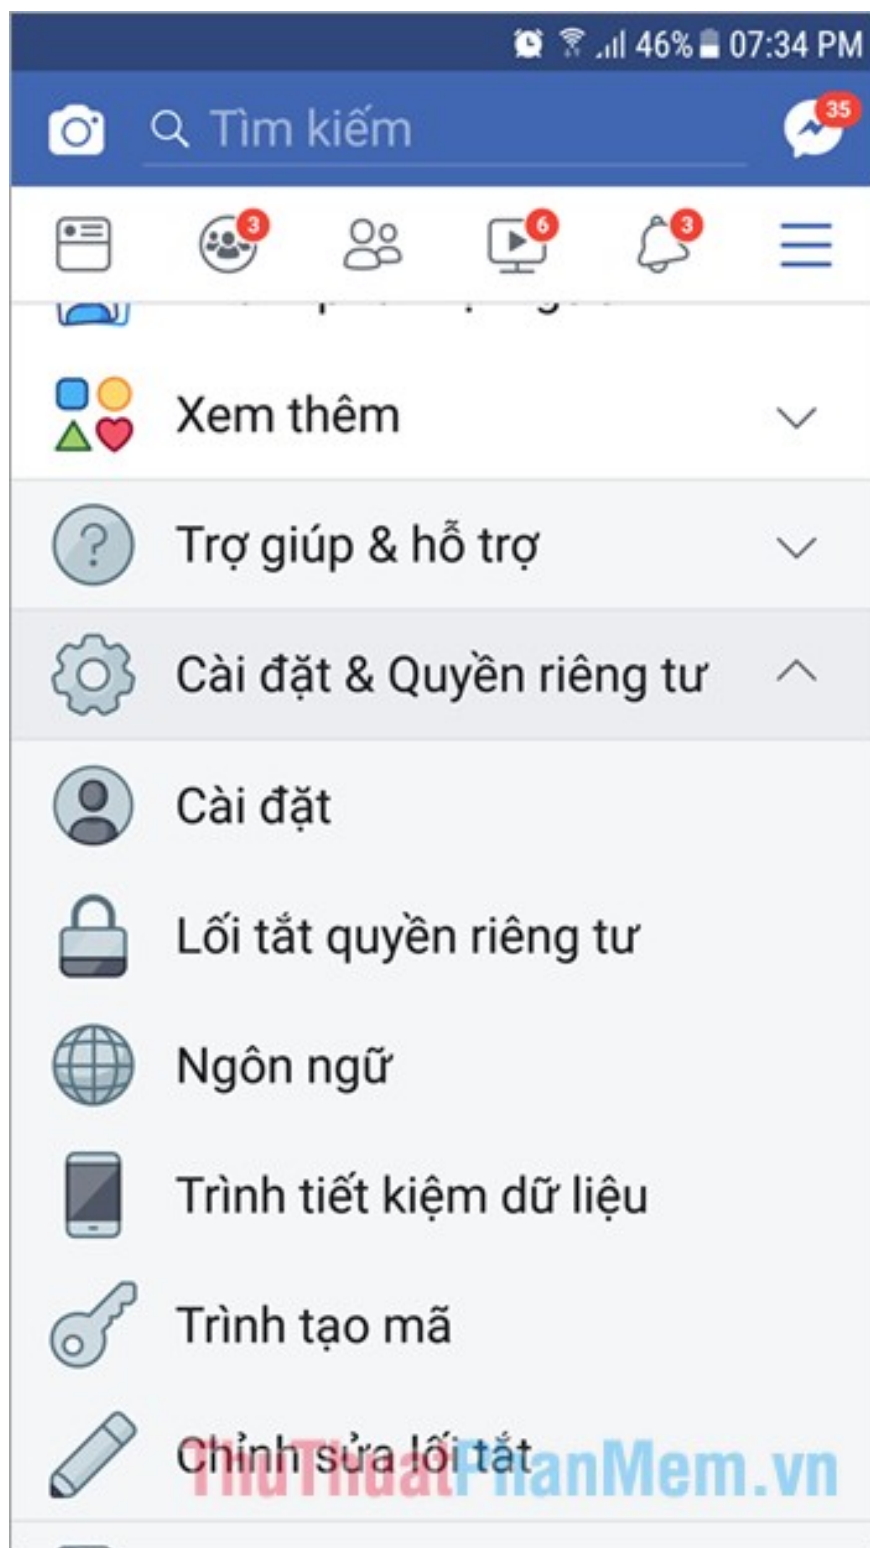 46% 07:34 PM
Tìm kiếm
35
3
6
3
Xem thêm
Trợ giúp & hỗ trợ
Cài đặt & Quyền riêng tư
Cài đặt
Lối tắt quyền riêng tư
Ngôn ngữ
Trình tiết kiệm dữ liệu
Trình tạo mã
Chỉnh sửa lối tắt
ThuThuatPhanMem.vn